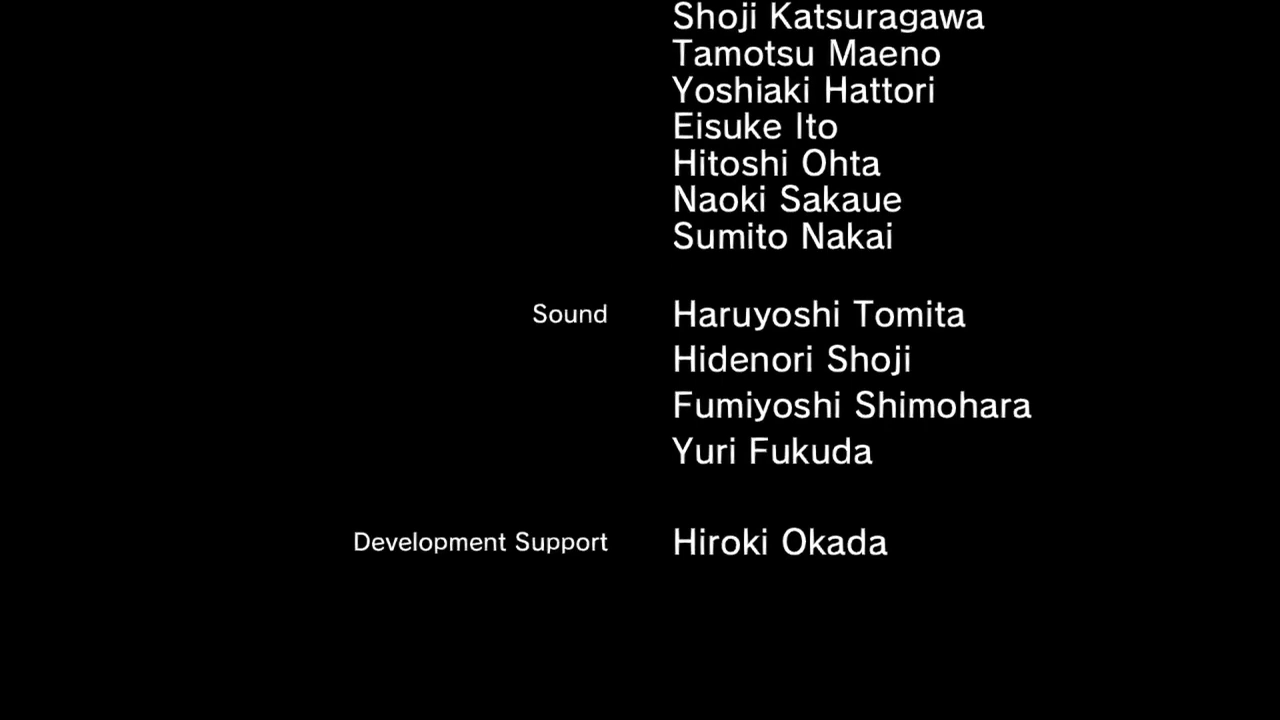 Shoji Katsuragawa
Tamotsu Maeno
Yoshiaki Hattori
Eisuke Ito
Hitoshi Ohta
Naoki Sakaue
Sumito Nakai
Sound Haruyoshi Tomita
Hidenori Shoji
Fumiyoshi Shimohara
Yuri Fukuda
Development Support Hiroki Okada